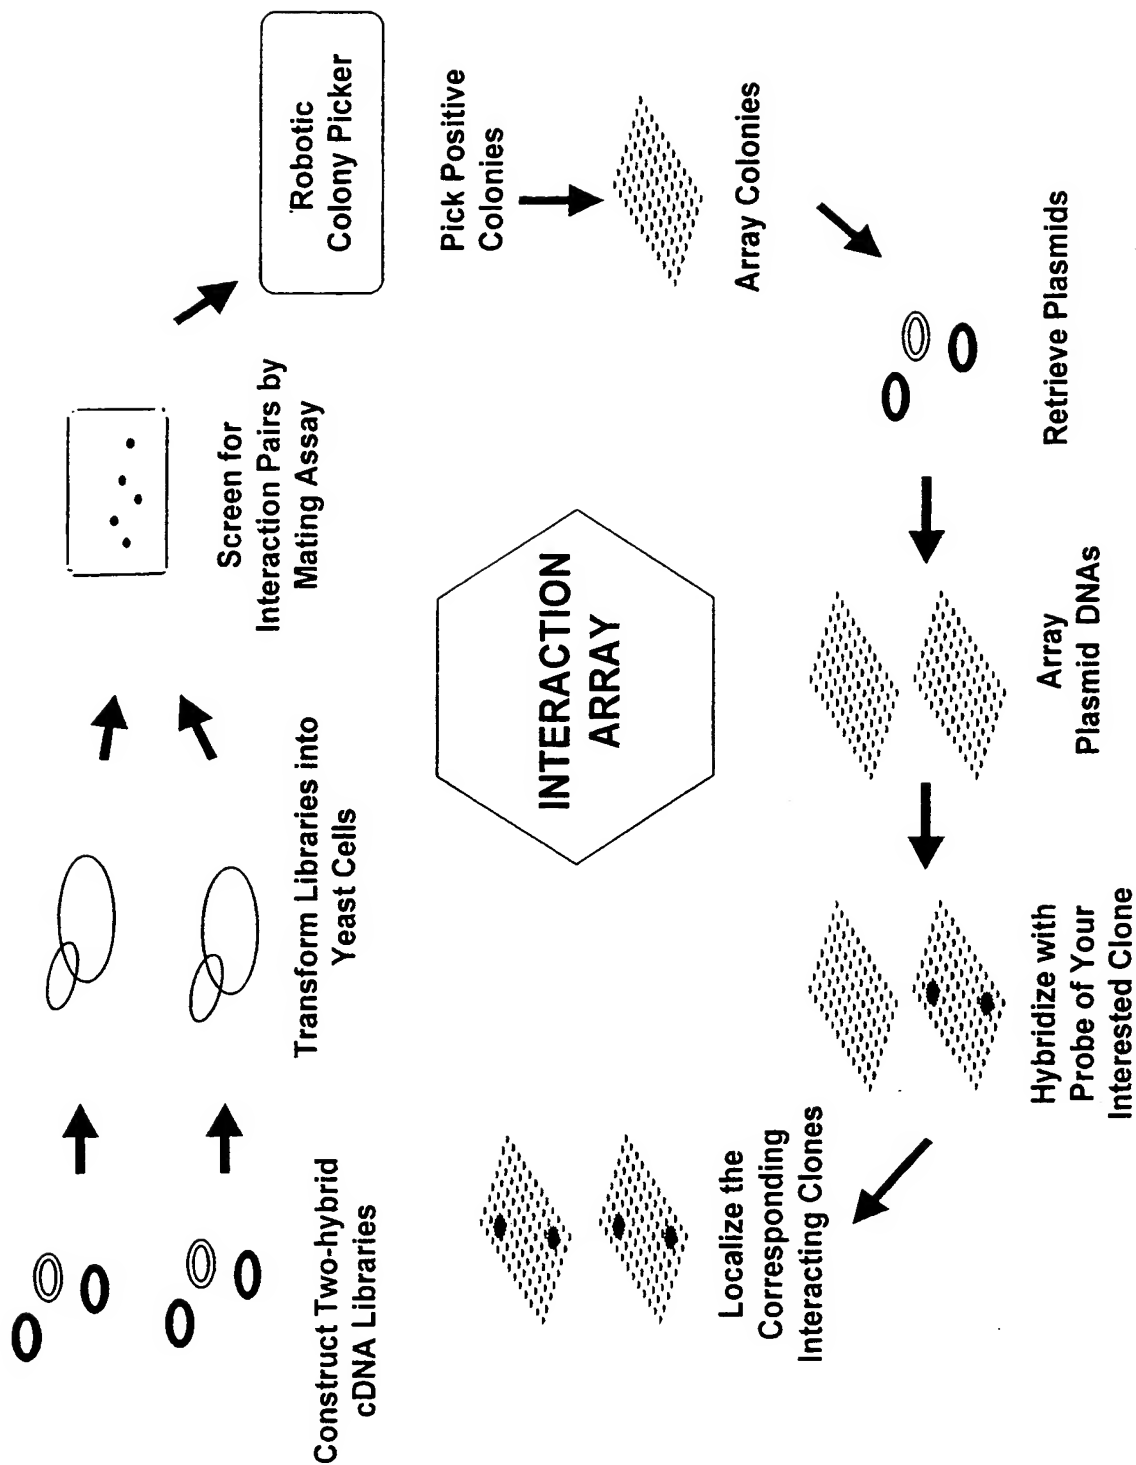 Construct Two-hybrid
cDNA Libraries
Transform Libraries into
Yeast Cells
Screen for
Interaction Pairs by
Mating Assay
Robotic
Colony Picker
Pick Positive
Colonies
Array Colonies
Retrieve Plasmids
Array
Plasmid DNAs
Hybridize with
Probe of Your
Interested Clone
Localize the
Corresponding
Interacting Clones
INTERACTION
ARRAY